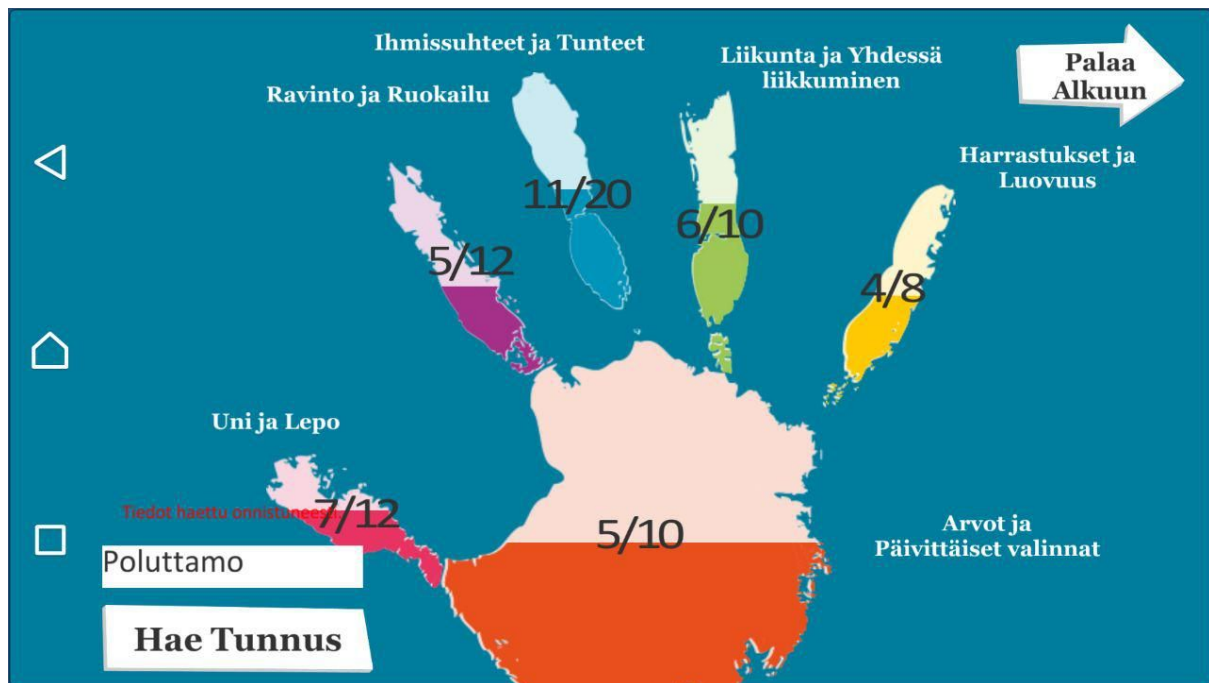 Ihmissuhteet ja Tunteet
Liikunta ja Yhdessä
liikkuminen
Palaa
Alkuun
Ravinto ja Ruokailu
Harrastukset ja
Luovuus
11/20
6/10
5/12
4/8
Uni ja Lepo
Tiedot haettu onnistuneesti
7/12
5/10
Arvot ja
Päivittäiset valinnat
Poluttamo
Hae Tunnus